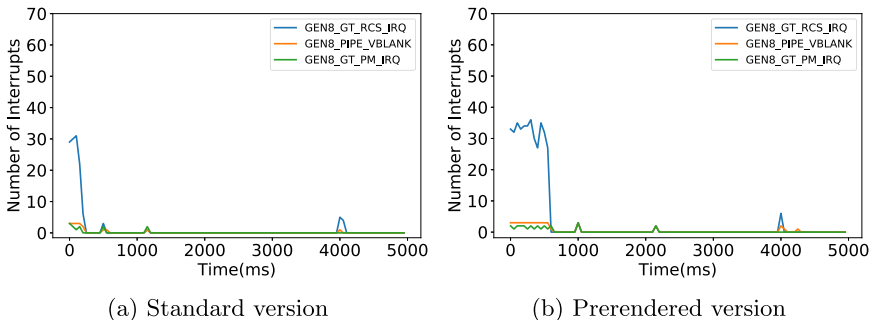 70
60
50
40
30
20
10
0
Number of Interrupts
GEN8_GT_RCS_IRQ
GEN8_PIPE_VBLANK
GEN8_GT_PM_IRQ
0 1000 2000 3000 4000 5000
Time(ms)
(a) Standard version
70
60
50
40
30
20
10
0
Number of Interrupts
GEN8_GT_RCS_IRQ
GEN8_PIPE_VBLANK
GEN8_GT_PM_IRQ
0 1000 2000 3000 4000 5000
Time(ms)
(b) Prerendered version